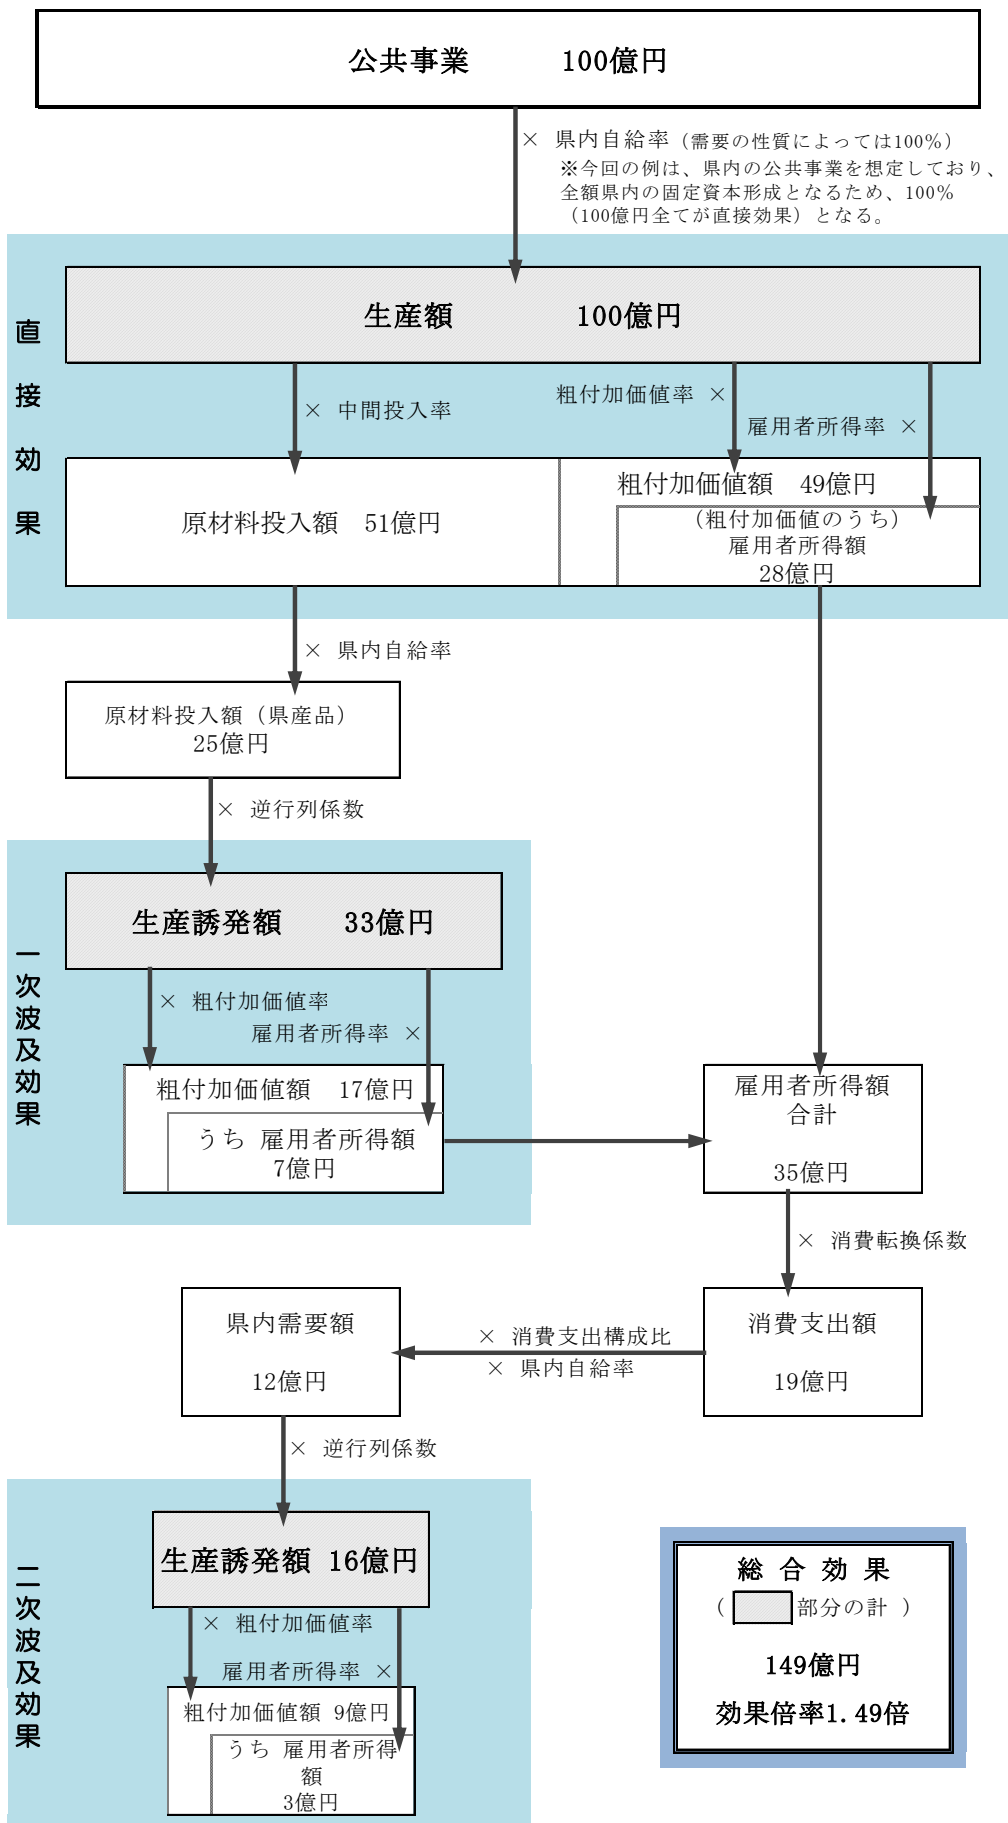 公共事業　　　100億円
× 県内自給率（需要の性質によっては100%）
※今回の例は、県内の公共事業を想定しており、
全額県内の固定資本形成となるため、100%
（100億円全てが直接効果）となる。
直接効果
生産額　　　　100億円
× 中間投入率
粗付加価値率 ×
雇用者所得率 ×
原材料投入額　51億円
粗付加価値額　49億円
（粗付加価値のうち）
雇用者所得額
28億円
× 県内自給率
原材料投入額（県産品）
25億円
× 逆行列係数
一次波及効果
生産誘発額　　33億円
× 粗付加価値率
雇用者所得率 ×
粗付加価値額　17億円
うち 雇用者所得額
7億円
雇用者所得額
合計
35億円
× 消費転換係数
消費支出額
19億円
× 消費支出構成比
× 県内自給率
県内需要額
12億円
× 逆行列係数
二次波及効果
生産誘発額 16億円
× 粗付加価値率
雇用者所得率 ×
粗付加価値額 9億円
うち 雇用者所得
額
3億円
総 合 効 果
（　　部分の計 ）
149億円
効果倍率1.49倍